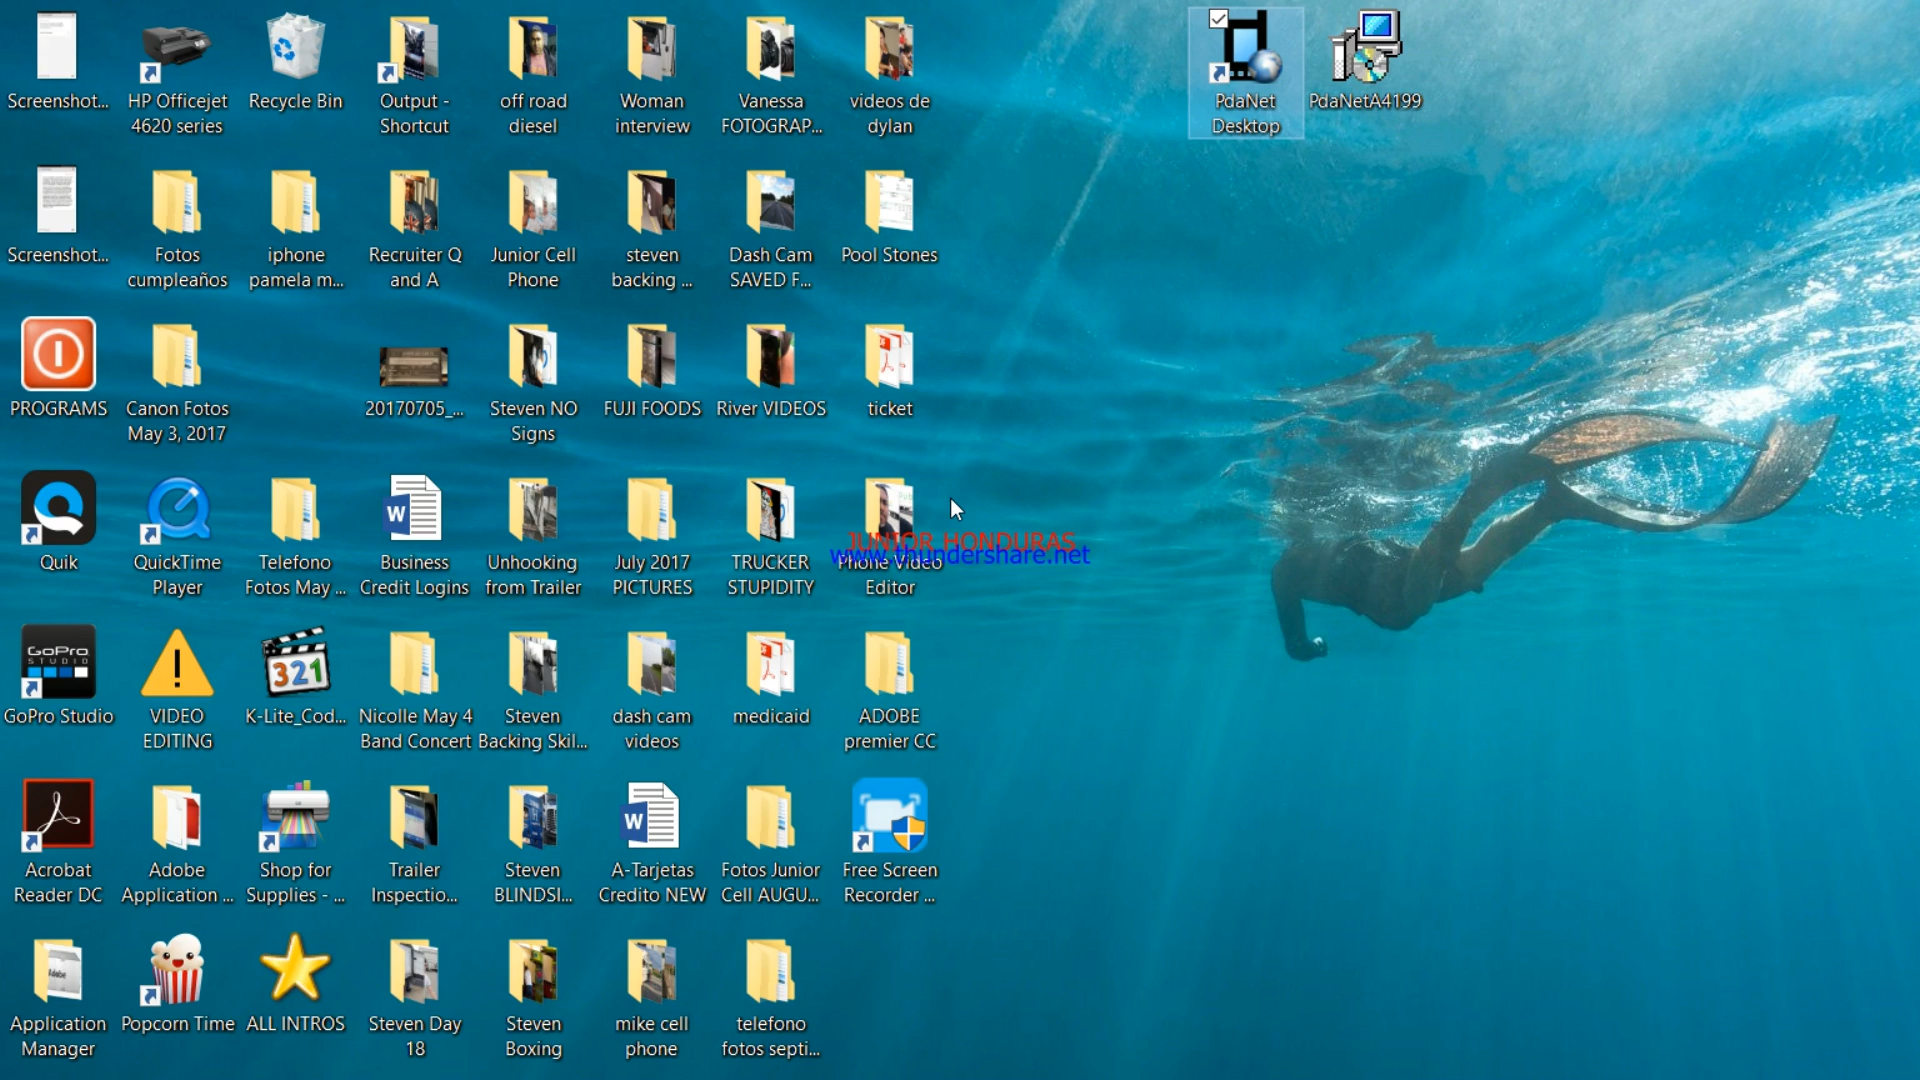 Screenshot...
HP Officejet
4620 series
Recycle Bin
Output -
Shortcut
off road
diesel
Woman
interview
Vanessa
FOTOGRAP...
videos de
dylan
PdaNet
Desktop
PdaNetA4199
Screenshot...
Fotos
cumpleaños
iphone
pamela m...
Recruiter Q
and A
Junior Cell
Phone
steven
backing ...
Dash Cam
SAVED F...
Pool Stones
PROGRAMS
Canon Fotos
May 3, 2017
20170705_...
Steven NO
Signs
FUJI FOODS
River VIDEOS
ticket
Quik
QuickTime
Player
Telefono
Fotos May ...
Business
Credit Logins
Unhooking
from Trailer
July 2017
PICTURES
TRUCKER
STUPIDITY
JUNIOR HONDURAS
www.thundershare.net
Phone Video
Editor
GoPro
STUDIO
GoPro Studio
VIDEO
EDITING
321
K-Lite_Cod...
Nicolle May 4
Band Concert
Steven
Backing Skil...
dash cam
videos
medicaid
ADOBE
premier CC
Acrobat
Reader DC
Adobe
Application ...
Shop for
Supplies - ...
Trailer
Inspectio...
Steven
BLINDSI...
A-Tarjetas
Credito NEW
Fotos Junior
Cell AUGU...
Free Screen
Recorder ...
Adobe
Application
Manager
Popcorn Time
ALL INTROS
Steven Day
18
Steven
Boxing
mike cell
phone
telefono
fotos septi...